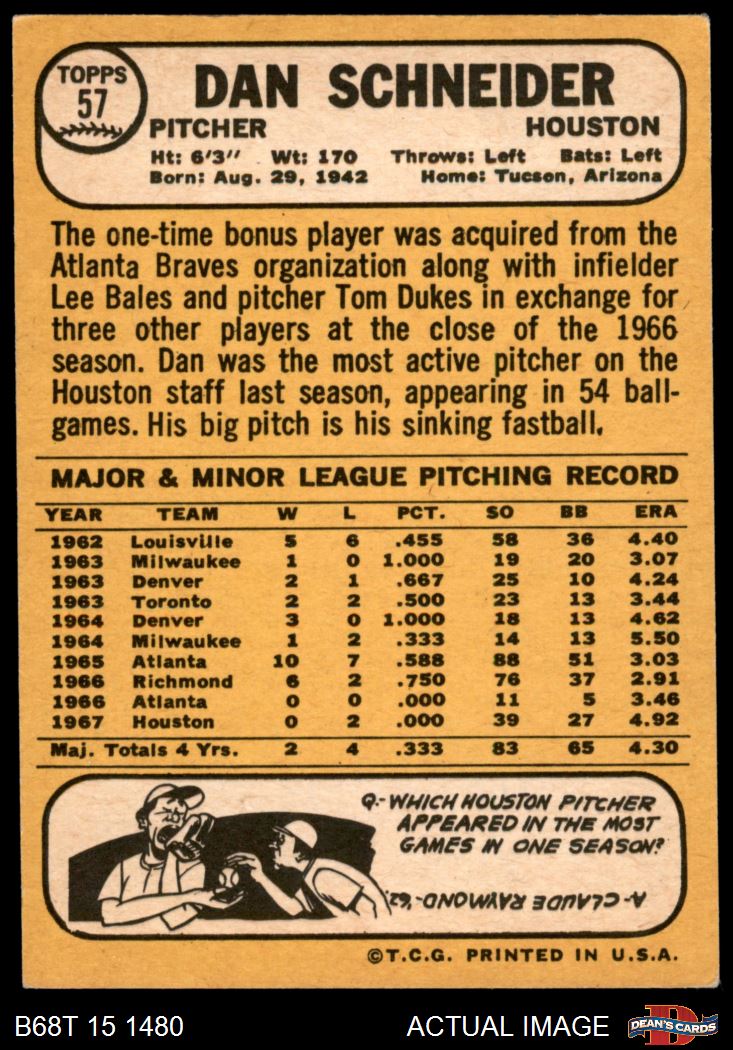 TOPPS
57
DAN SCHNEIDER
PITCHER HOUSTON
Ht: 6'3" Wt: 170 Throws: Left Bats: Left
Born: Aug. 29, 1942 Home: Tucson, Arizona
The one-time bonus player was acquired from the
Atlanta Braves organization along with infielder
Lee Bales and pitcher Tom Dukes in exchange for
three other players at the close of the 1966
season. Dan was the most active pitcher on the
Houston staff last season, appearing in 54 ball-
games. His big pitch is his sinking fastball.
MAJOR & MINOR LEAGUE PITCHING RECORD
YEAR TEAM W L PCT. SO BB ERA
1962 Louisville 5 6 .455 58 36 4.40
1963 Milwaukee 1 0 1.000 19 20 3.07
1963 Denver 2 1 .667 25 10 4.24
1963 Toronto 2 2 .500 23 13 3.44
1964 Denver 3 0 1.000 18 13 4.62
1964 Milwaukee 1 2 .333 14 13 5.50
1965 Atlanta 10 7 .588 88 51 3.03
1966 Richmond 6 2 .750 76 37 2.91
1966 Atlanta 0 0 .000 11 5 3.46
1967 Houston 0 2 .000 39 27 4.92
Maj. Totals 4 Yrs. 2 4 .333 83 65 4.30
Q.- WHICH HOUSTON PITCHER
APPEARED IN THE MOST
GAMES IN ONE SEASON?
A- CLAUDE RAYMOND-'62.
©T.C.G. PRINTED IN U.S.A.
B68T 15 1480 ACTUAL IMAGE D DEAN'S CARDS